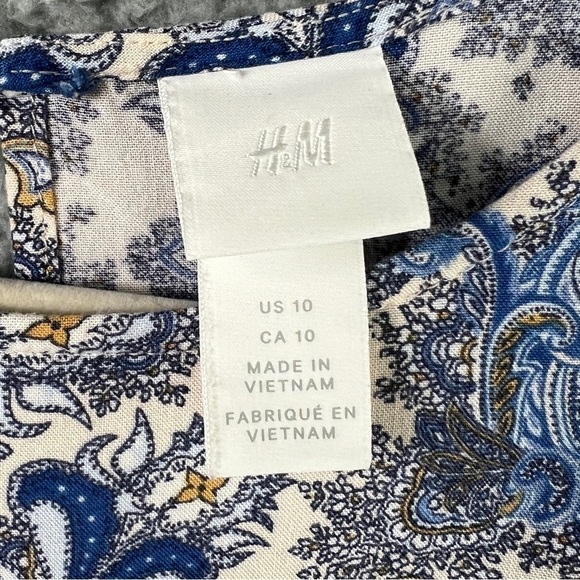 H&M
US 10
CA 10
MADE IN
VIETNAM
FABRIQUÉ EN
VIETNAM